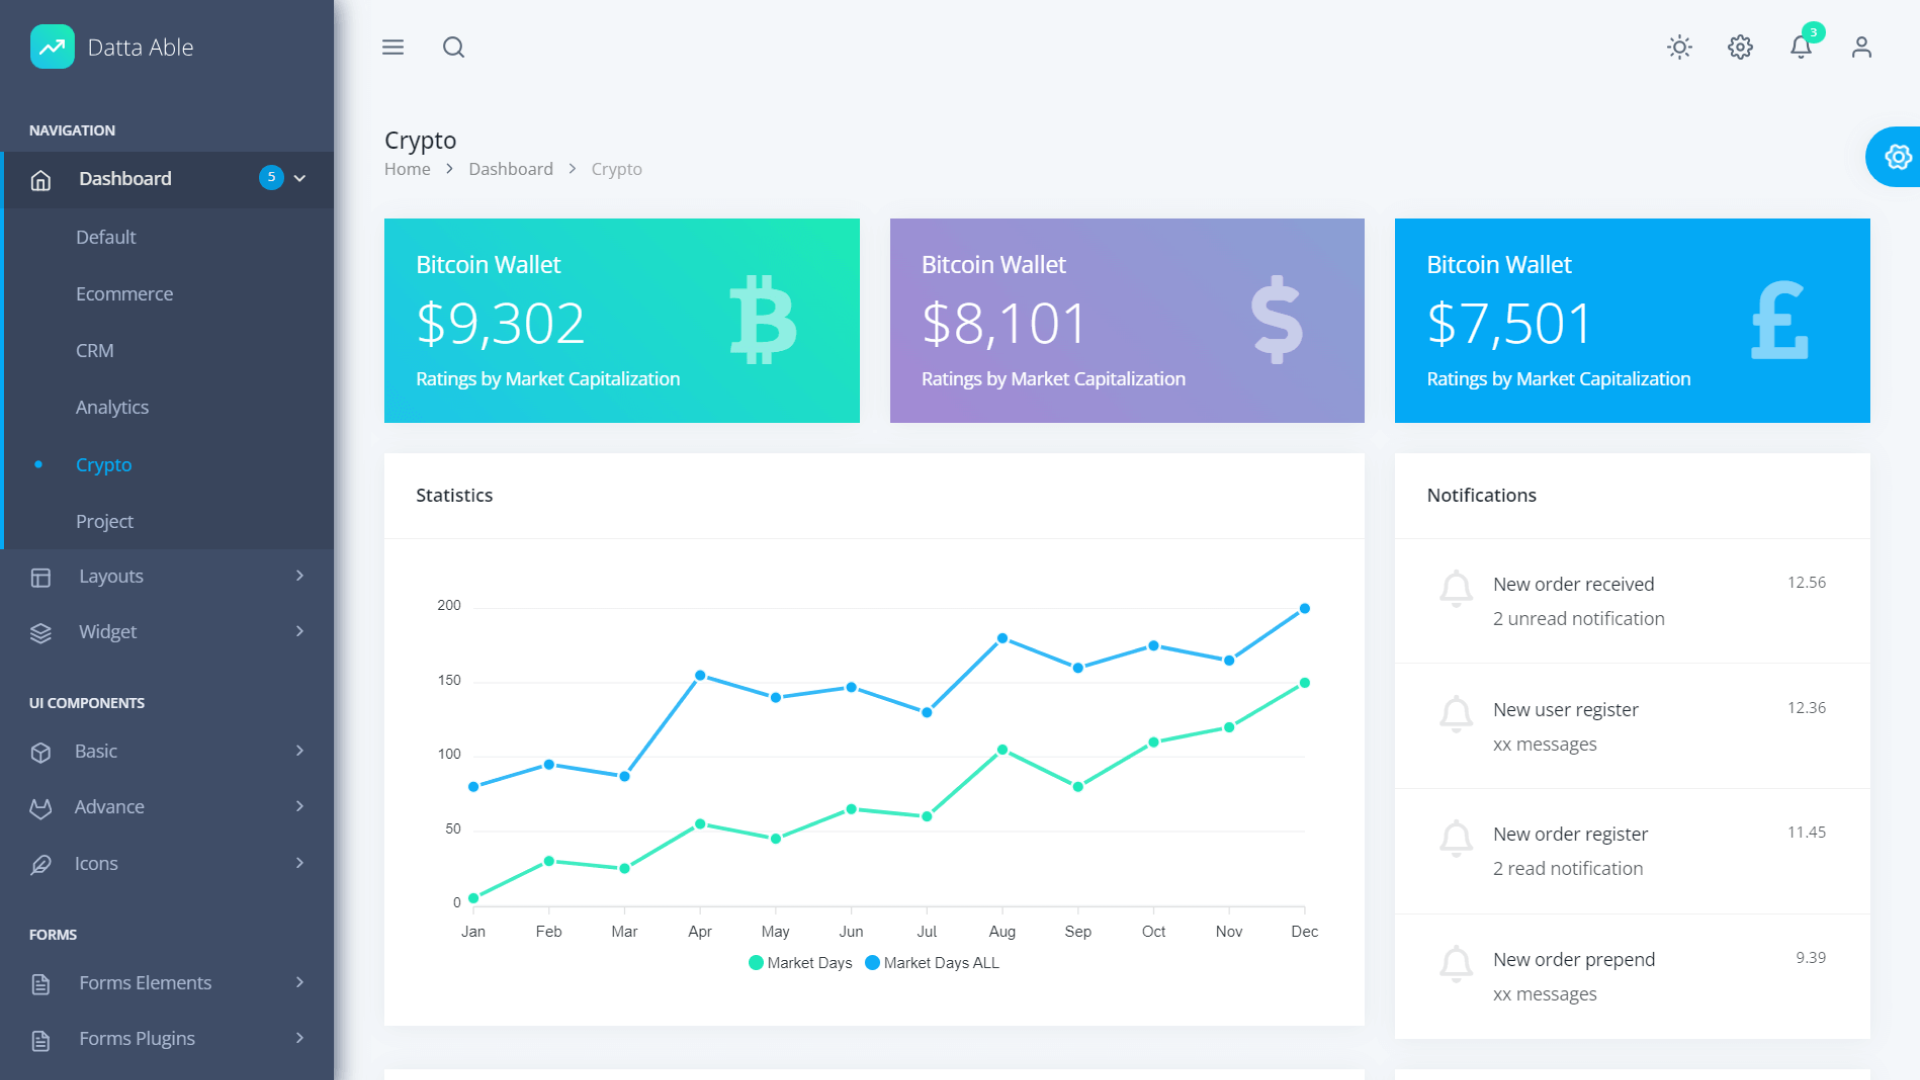 Datta Able
NAVIGATION
Dashboard 5
Default
Ecommerce
CRM
Analytics
Crypto
Project
Layouts
Widget
UI COMPONENTS
Basic
Advance
Icons
FORMS
Forms Elements
Forms Plugins
3
Crypto
Home > Dashboard > Crypto
Bitcoin Wallet
$9,302
Ratings by Market Capitalization
Bitcoin Wallet
$8,101
Ratings by Market Capitalization
Bitcoin Wallet
$7,501
Ratings by Market Capitalization
Statistics
200
150
100
50
0
Jan Feb Mar Apr May Jun Jul Aug Sep Oct Nov Dec
Market Days Market Days ALL
Notifications
New order received 12.56
2 unread notification
New user register 12.36
xx messages
New order register 11.45
2 read notification
New order prepend 9.39
xx messages